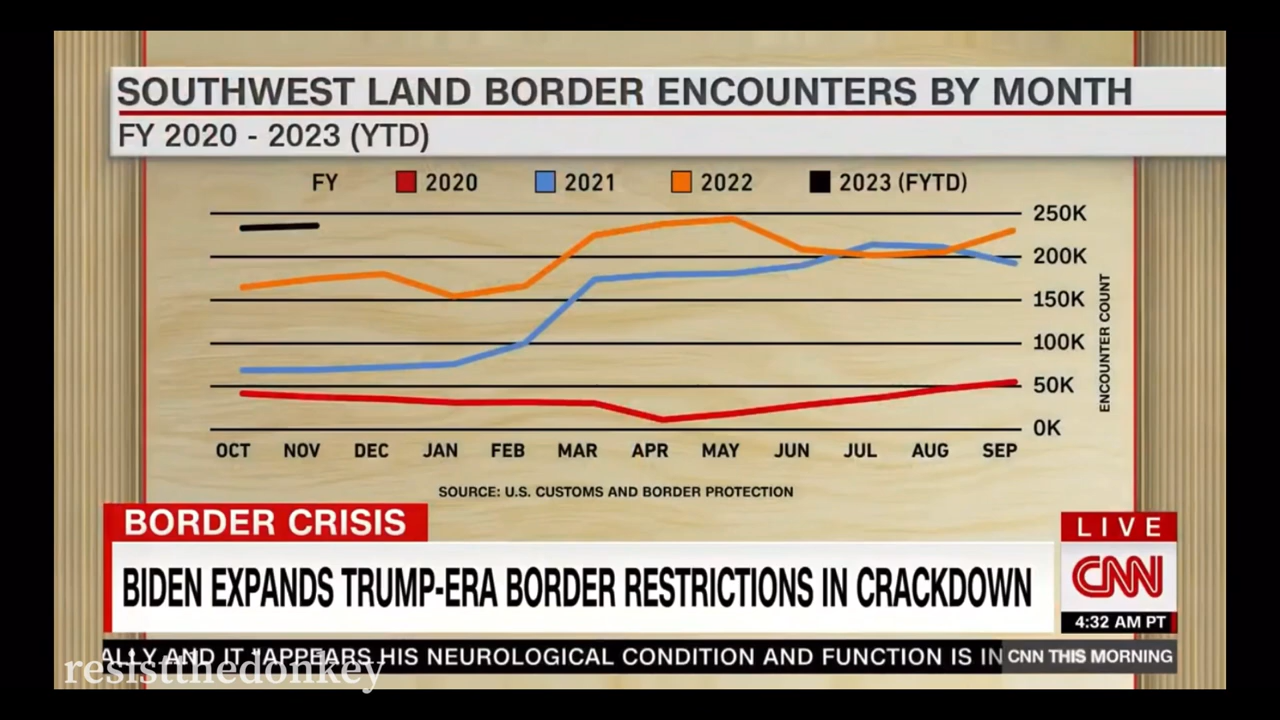 SOUTHWEST LAND BORDER ENCOUNTERS BY MONTH
FY 2020 - 2023 (YTD)
FY 2020 2021 2022 2023 (FYTD)
250K
200K
150K
100K
50K
0K
ENCOUNTER COUNT
OCT NOV DEC JAN FEB MAR APR MAY JUN JUL AUG SEP
SOURCE: U.S. CUSTOMS AND BORDER PROTECTION
BORDER CRISIS
BIDEN EXPANDS TRUMP-ERA BORDER RESTRICTIONS IN CRACKDOWN
LIVE
CNN
4:32 AM PT
ALLY AND IT "APPEARS HIS NEUROLOGICAL CONDITION AND FUNCTION IS IN
CNN THIS MORNING
resistthedonkey